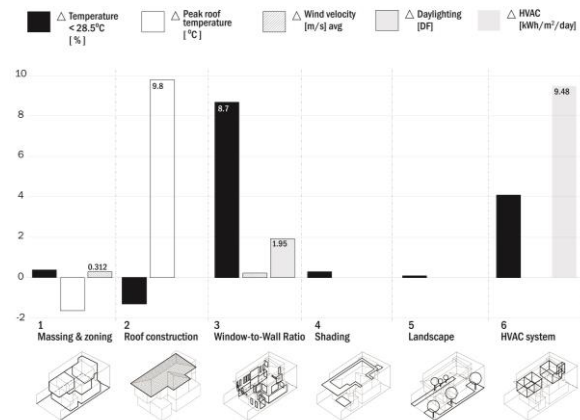 △ Temperature
< 28.5°C
[ % ]
△ Peak roof
temperature
[ °C ]
△ Wind velocity
[m/s] avg
△ Daylighting
[DF]
△ HVAC
[kWh/m²/day]
10
8
6
4
2
0
-2
9.8
8.7
0.312
1.95
9.48
1
Massing & zoning
2
Roof construction
3
Window-to-Wall Ratio
4
Shading
5
Landscape
6
HVAC system